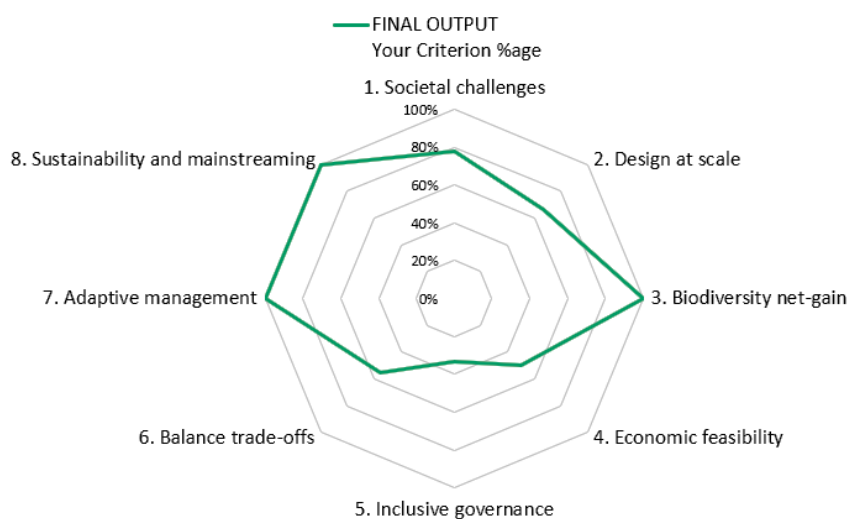 FINAL OUTPUT
Your Criterion %age
1. Societal challenges
100%
8. Sustainability and mainstreaming
80%
2. Design at scale
60%
40%
20%
7. Adaptive management
0%
3. Biodiversity net-gain
6. Balance trade-offs
4. Economic feasibility
5. Inclusive governance